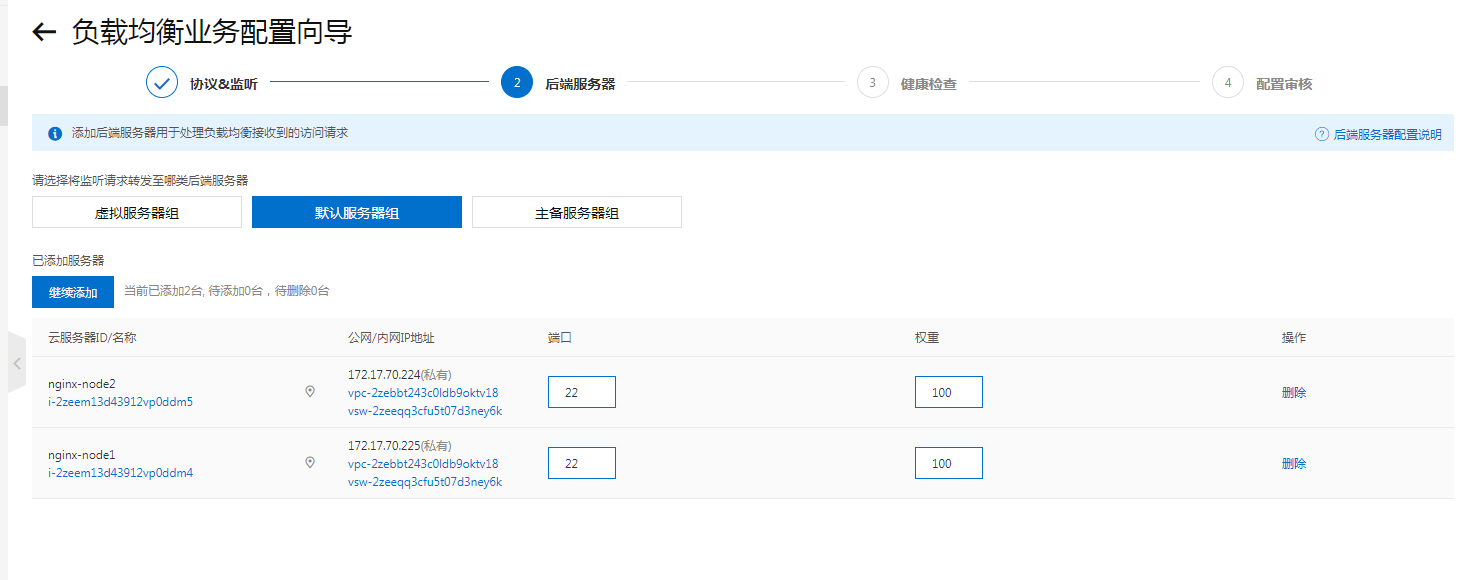 负载均衡业务配置向导
协议&监听
2
后端服务器
3
健康检查
4
配置审核
添加后端服务器用于处理负载均衡接收到的访问请求
后端服务器配置说明
请选择将监听请求转发至哪类后端服务器
虚拟服务器组
默认服务器组
主备服务器组
已添加服务器
继续添加
当前已添加2台, 待添加0台，待删除0台
云服务器ID/名称
公网/内网IP地址
端口
权重
操作
nginx-node2
i-2zeem13d43912vp0ddm5
172.17.70.224(私有)
vpc-2zebbt243c0ldb9oktv18
vsw-2zeeqq3cfu5t07d3ney6k
22
100
删除
nginx-node1
i-2zeem13d43912vp0ddm4
172.17.70.225(私有)
vpc-2zebbt243c0ldb9oktv18
vsw-2zeeqq3cfu5t07d3ney6k
22
100
删除